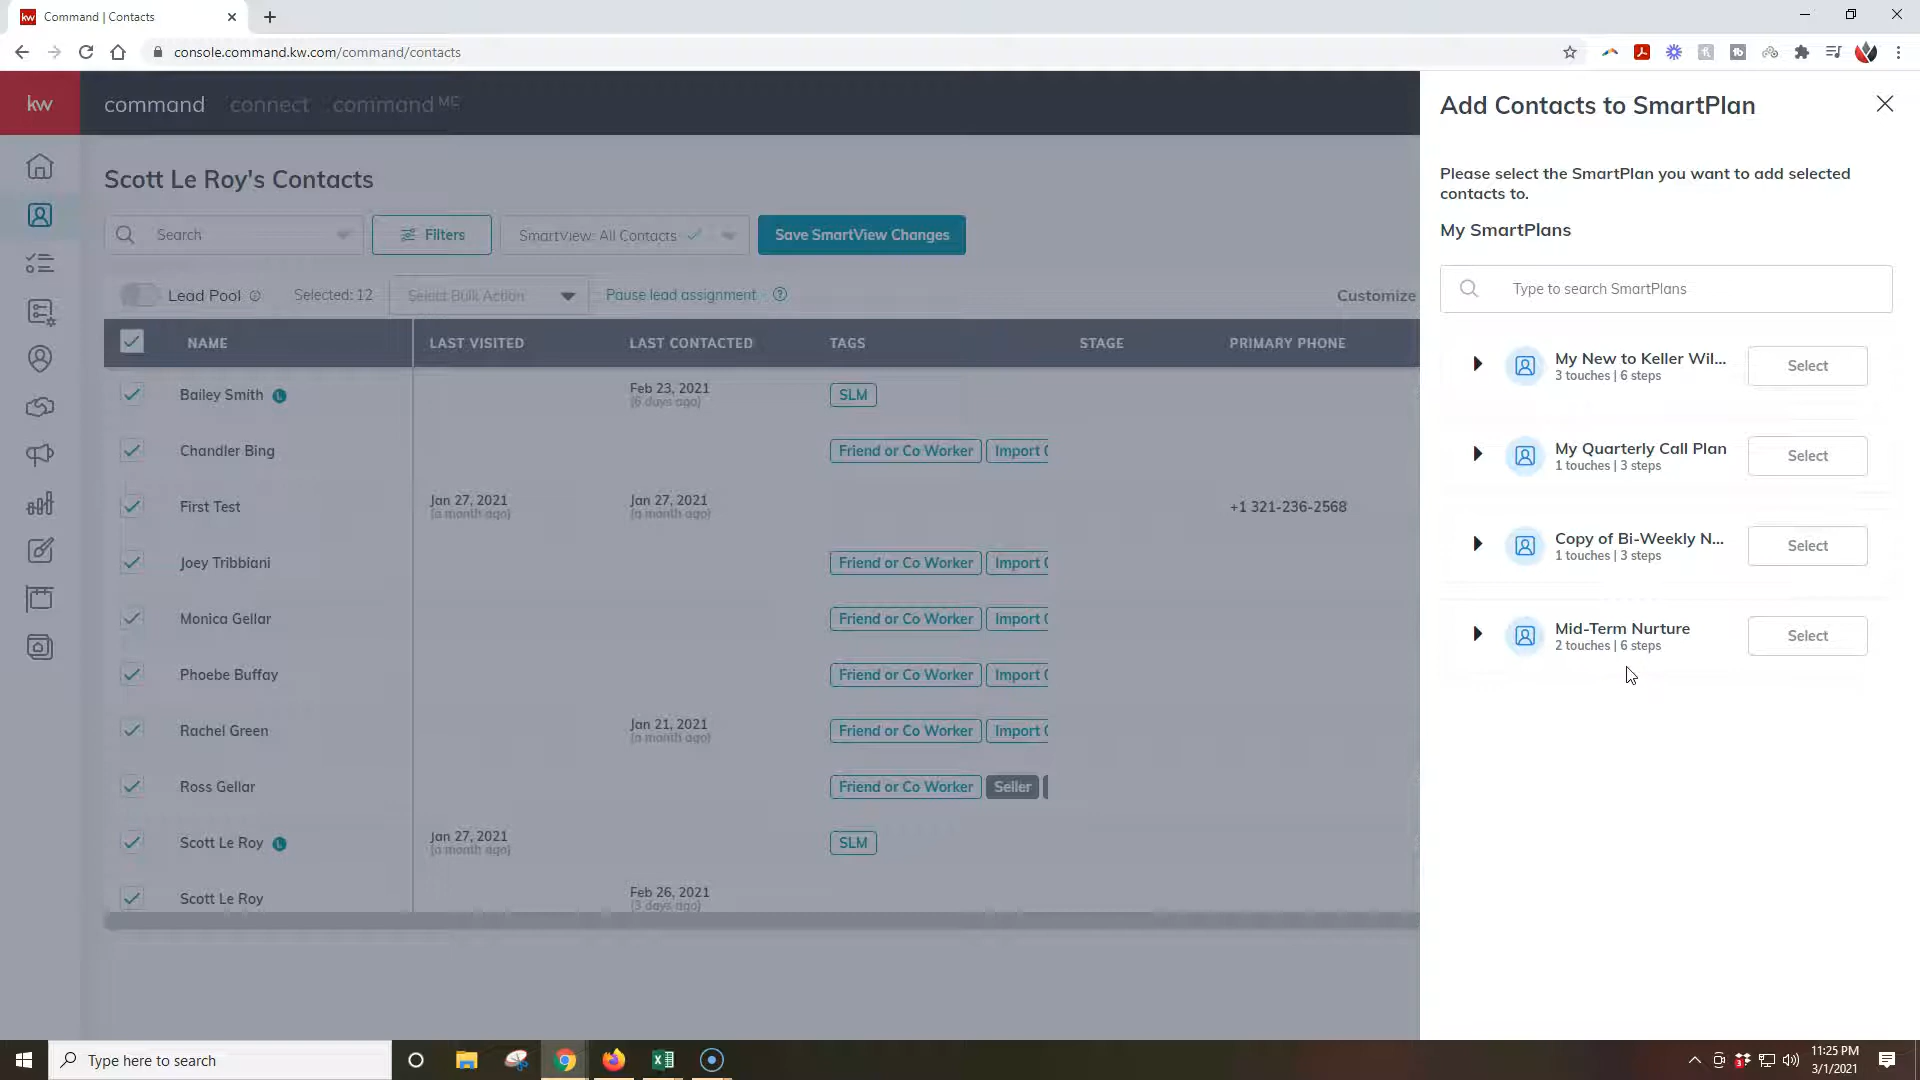 Command | Contacts
console.command.kw.com/command/contacts
kw
command connect command ME
Scott Le Roy's Contacts
Search
Filters
SmartView: All Contacts
Save SmartView Changes
Lead Pool
Selected: 12
Select Bulk Action
Pause lead assignment
Customize
NAME LAST VISITED LAST CONTACTED TAGS STAGE PRIMARY PHONE
Bailey Smith L Feb 23, 2021 SLM
(6 days ago)
Chandler Bing Friend or Co Worker Import
First Test Jan 27, 2021 Jan 27, 2021 +1 321-236-2568
(a month ago) (a month ago)
Joey Tribbiani Friend or Co Worker Import
Monica Gellar Friend or Co Worker Import
Phoebe Buffay Friend or Co Worker Import
Rachel Green Jan 21, 2021 Friend or Co Worker Import
(a month ago)
Ross Gellar Friend or Co Worker Seller
Scott Le Roy L Jan 27, 2021 SLM
(a month ago)
Scott Le Roy Feb 26, 2021
(3 days ago)
Add Contacts to SmartPlan
Please select the SmartPlan you want to add selected
contacts to.
My SmartPlans
Type to search SmartPlans
My New to Keller Wil...
3 touches | 6 steps
Select
My Quarterly Call Plan
1 touches | 3 steps
Select
Copy of Bi-Weekly N...
1 touches | 3 steps
Select
Mid-Term Nurture
2 touches | 6 steps
Select
Type here to search
11:25 PM
3/1/2021